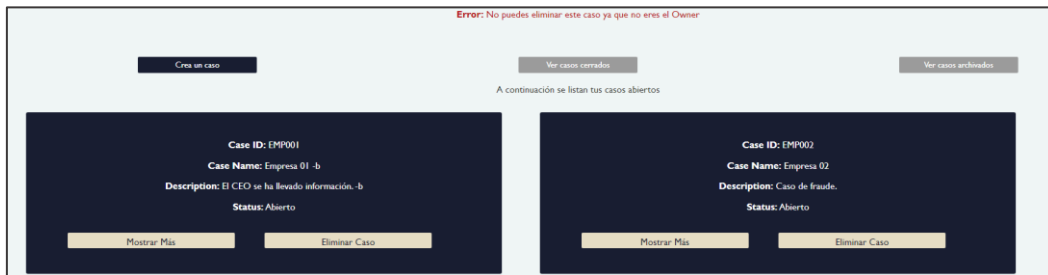 Error: No puedes eliminar este caso ya que no eres el Owner
Crea un caso
Ver casos cerrados
Ver casos archivados
A continuación se listan tus casos abiertos
Case ID: EMP001
Case Name: Empresa 01 -b
Description: El CEO se ha llevado información. -b
Status: Abierto
Mostrar Más
Eliminar Caso
Case ID: EMP002
Case Name: Empresa 02
Description: Caso de fraude.
Status: Abierto
Mostrar Más
Eliminar Caso